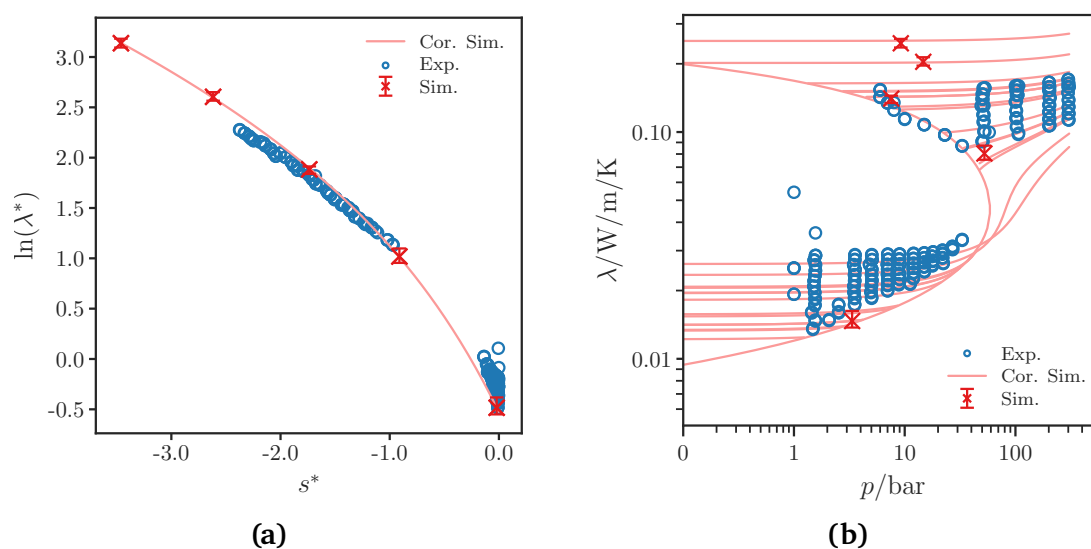 3.0
2.5
2.0
1.5
1.0
0.0
-0.5
ln(λ*)
-3.0 -2.0 -1.0 0.0
s*
Cor. Sim.
Exp.
Sim.
(a)
0.2
0.10
0.01
λ/W/m/K
0 1 10 100
p/bar
Exp.
Cor. Sim.
Sim.
(b)